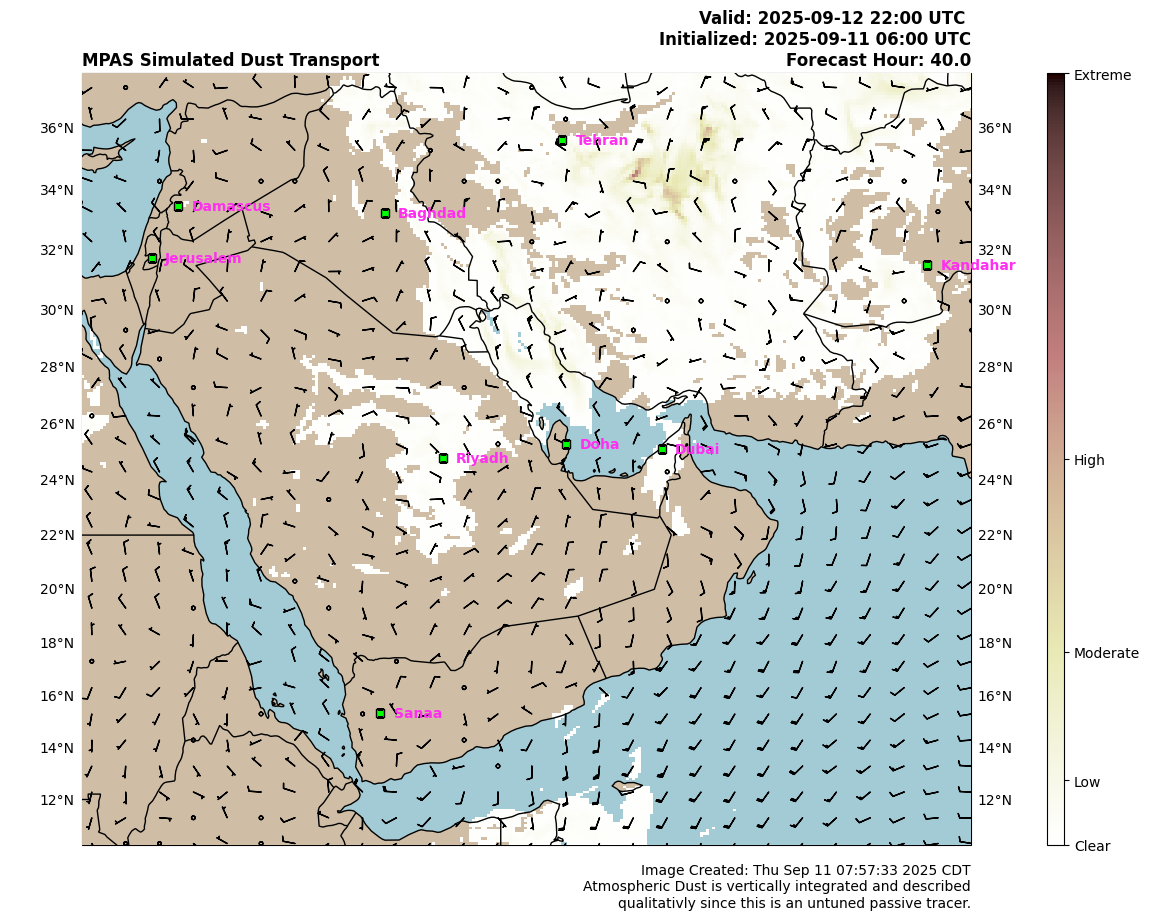 Valid: 2025-09-12 22:00 UTC
Initialized: 2025-09-11 06:00 UTC
MPAS Simulated Dust Transport Forecast Hour: 40.0
Extreme
36°N 36°N
Tehran
34°N 34°N
Damascus Baghdad
32°N 32°N
Jerusalem Kandahar
30°N 30°N
28°N 28°N
26°N 26°N
Doha Dubai
Riyadh High
24°N 24°N
22°N 22°N
20°N 20°N
18°N 18°N
Moderate
16°N 16°N
Sanaa
14°N 14°N
Low
12°N 12°N
Clear
Image Created: Thu Sep 11 07:57:33 2025 CDT
Atmospheric Dust is vertically integrated and described
qualitativly since this is an untuned passive tracer.